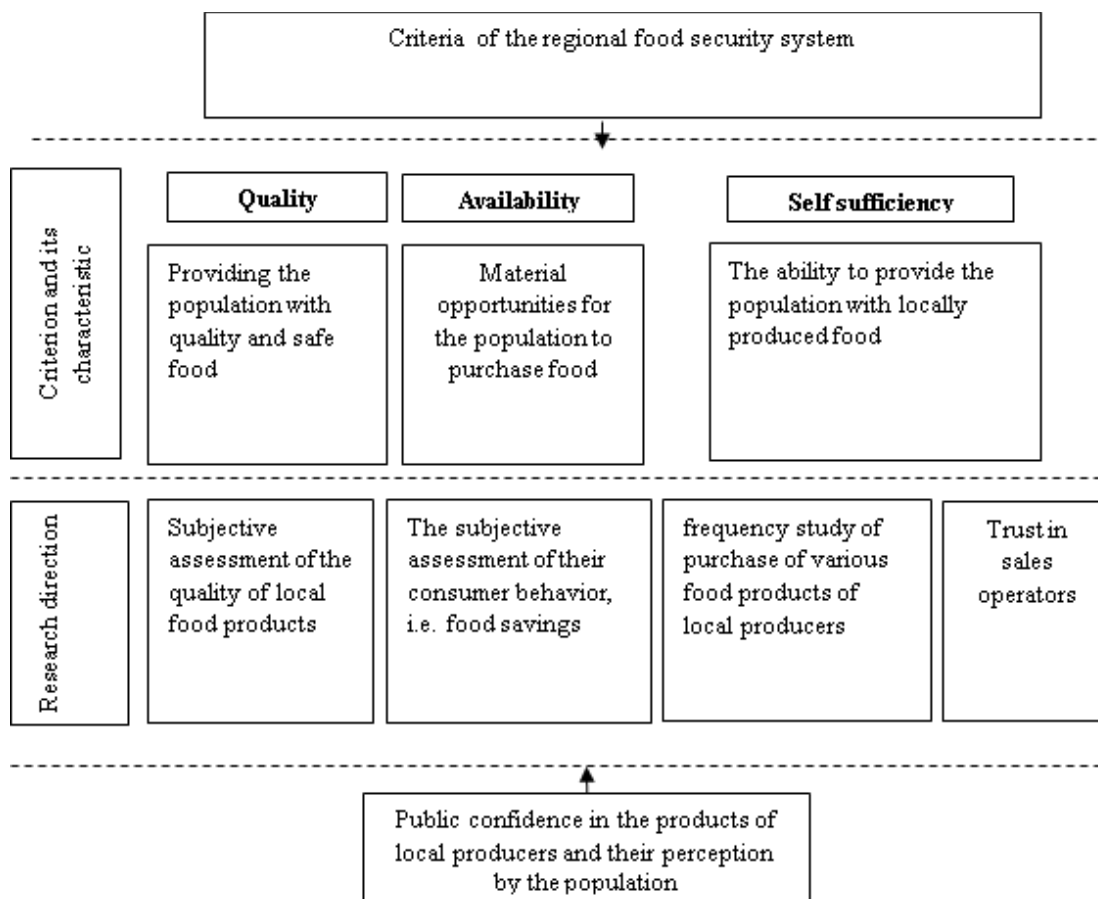 Criteria of the regional food security system
Criterion and its
characteristic
Quality
Availability
Self sufficiency
Providing the
population with
quality and safe
food
Material
opportunities for
the population to
purchase food
The ability to provide the
population with locally
produced food
Research direction
Subjective
assessment of the
quality of local
food products
The subjective
assessment of their
consumer behavior,
i.e. food savings
frequency study of
purchase of various
food products of
local producers
Trust in
sales
operators
Public confidence in the products of
local producers and their perception
by the population